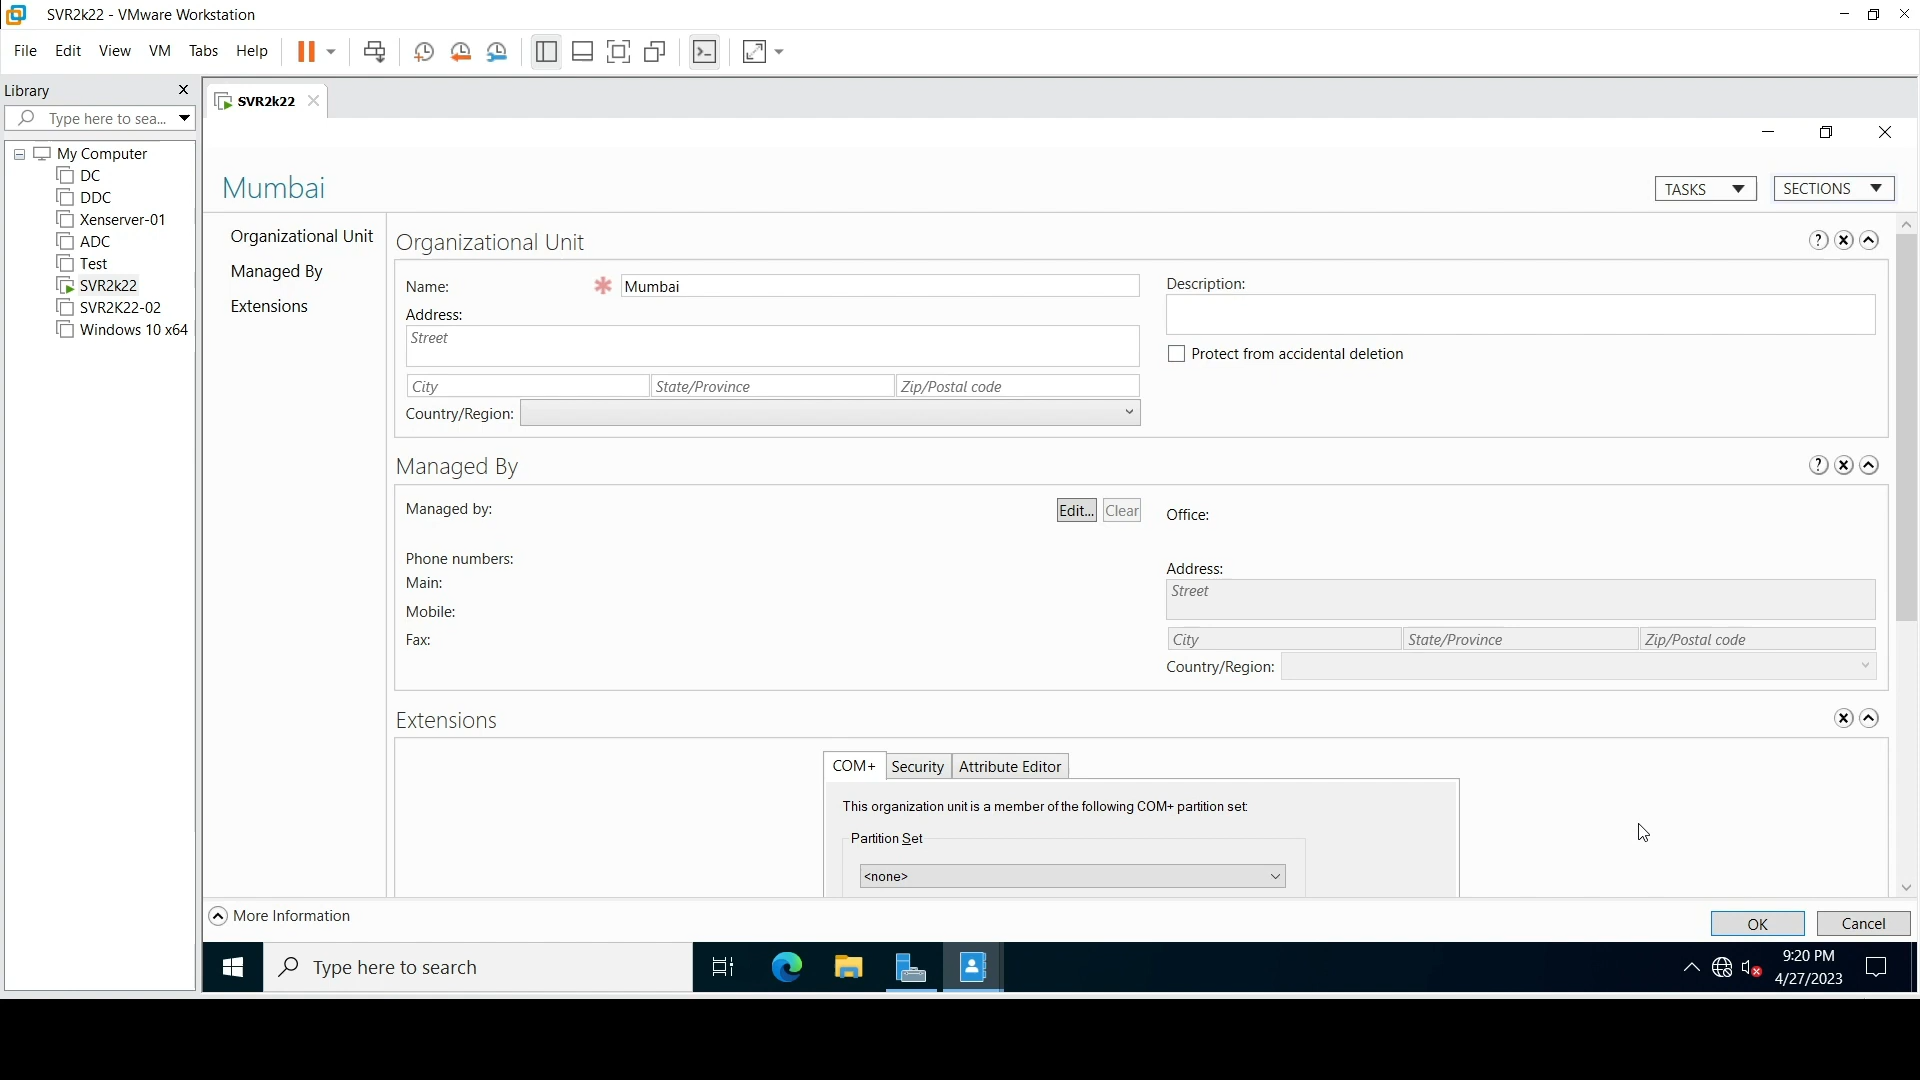 SVR2k22 - VMware Workstation
File Edit View VM Tabs Help
Library
Type here to sea...
My Computer
DC
DDC
Xenserver-01
ADC
Test
SVR2k22
SVR2K22-02
Windows 10 x64
SVR2k22
Mumbai
TASKS
SECTIONS
Organizational Unit
Managed By
Extensions
Organizational Unit
Name: * Mumbai
Address:
Street
City State/Province Zip/Postal code
Country/Region:
Description:
Protect from accidental deletion
Managed By
Managed by: Edit... Clear
Phone numbers:
Main:
Mobile:
Fax:
Office:
Address:
Street
City State/Province Zip/Postal code
Country/Region:
Extensions
COM+ Security Attribute Editor
This organization unit is a member of the following COM+ partition set:
Partition Set
<none>
More Information
OK Cancel
Type here to search
9:20 PM
4/27/2023